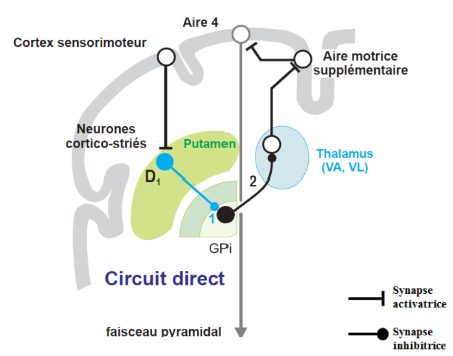 Aire 4
Cortex sensorimoteur
Aire motrice
supplémentaire
Neurones
cortico-striés
Putamen
Thalamus
(VA, VL)
D1
2
1
GPi
Circuit direct
Synapse
activatrice
faisceau pyramidal
Synapse
inhibitrice